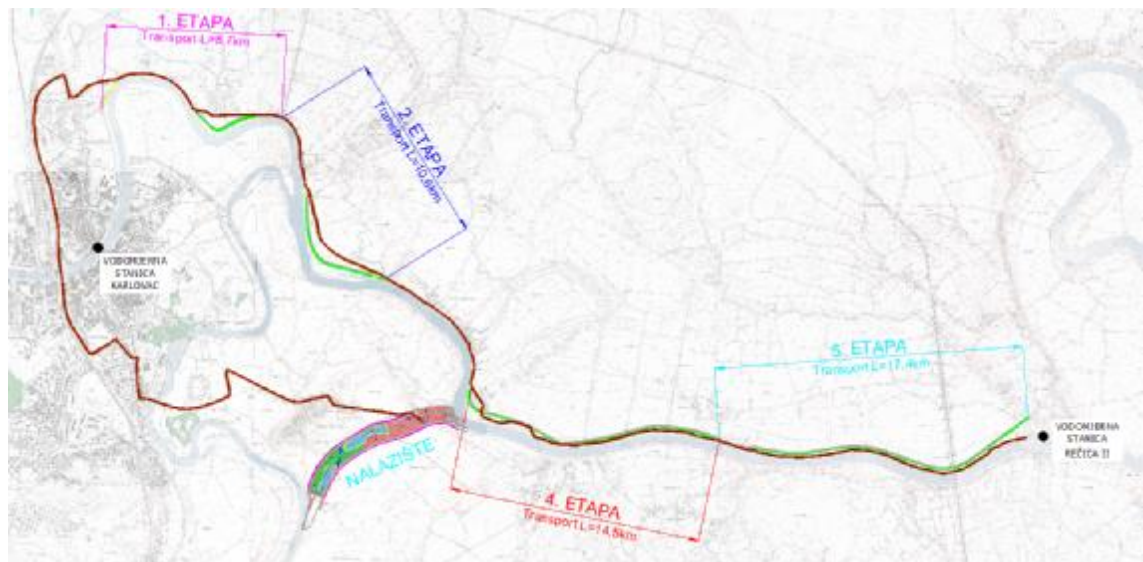 1. ETAPA
Transport L=8,7km
2. ETAPA
Transport L=10,6km
VODOMJERNA
STANICA
KARLOVAC
5. ETAPA
Transport L=17,4km
VODOMJERNA
STANICA
REČICA II
NALAZIŠTE
4. ETAPA
Transport L=14,5km